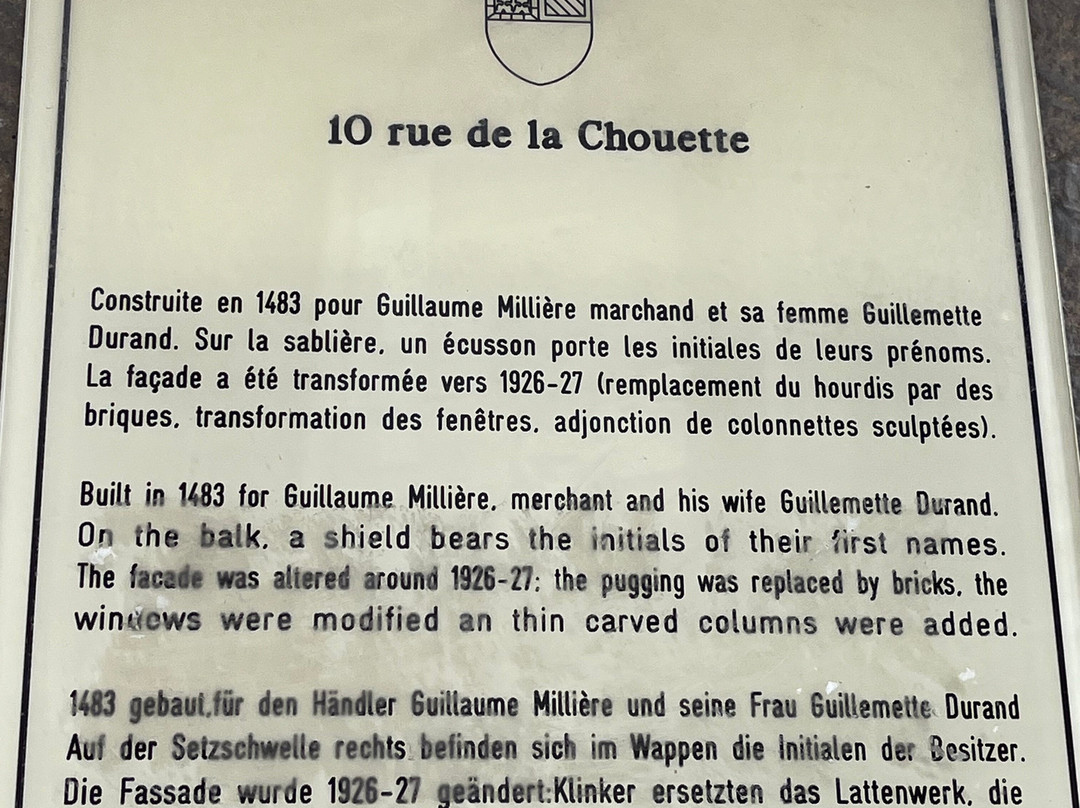 10 rue de la Chouette
Construite en 1483 pour Guillaume Millière marchand et sa femme Guillemette
Durand. Sur la sablière, un écusson porte les initiales de leurs prénoms.
La façade a été transformée vers 1926-27 (remplacement du hourdis par des
briques, transformation des fenêtres, adjonction de colonnettes sculptées).
Built in 1483 for Guillaume Millière, merchant and his wife Guillemette Durand.
On the balk, a shield bears the initials of their first names.
The facade was altered around 1926-27; the pugging was replaced by bricks, the
windows were modified an thin carved columns were added.
1483 gebaut,für den Händler Guillaume Millière und seine Frau Guillemette Durand
Auf der Setzschwelle rechts befinden sich im Wappen die Initialen der Besitzer.
Die Fassade wurde 1926-27 geändert:Klinker ersetzten das Lattenwerk, die